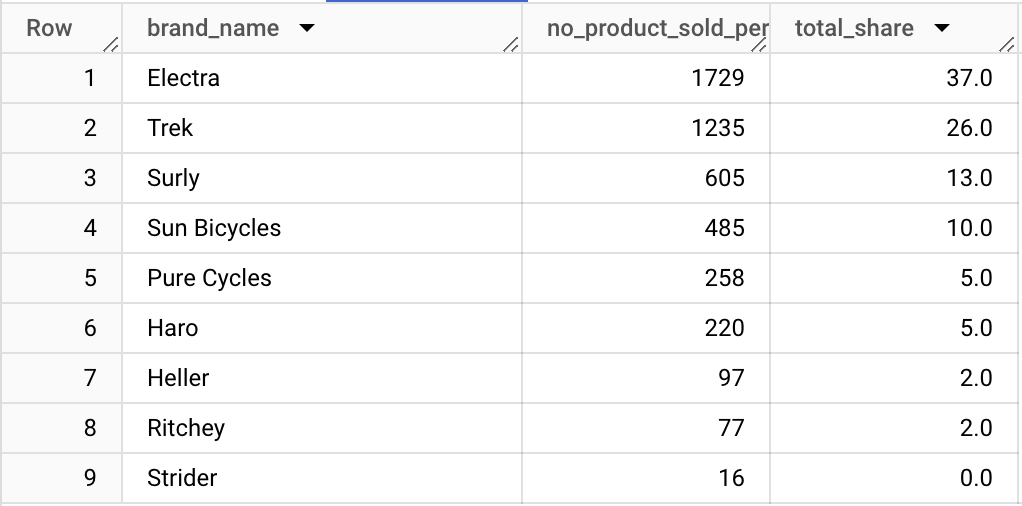 Row brand_name no_product_sold_per total_share
1 Electra 1729 37.0
2 Trek 1235 26.0
3 Surly 605 13.0
4 Sun Bicycles 485 10.0
5 Pure Cycles 258 5.0
6 Haro 220 5.0
7 Heller 97 2.0
8 Ritchey 77 2.0
9 Strider 16 0.0